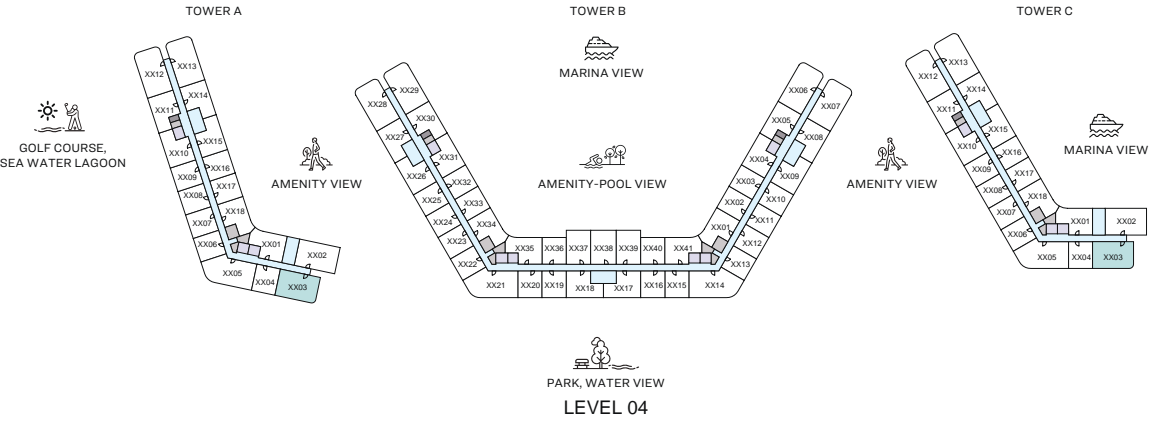 TOWER A
TOWER B
TOWER C
MARINA VIEW
GOLF COURSE,
SEA WATER LAGOON
AMENITY VIEW
AMENITY-POOL VIEW
AMENITY VIEW
MARINA VIEW
XX12
XX13
XX11
XX14
XX10
XX15
XX09
XX16
XX08
XX17
XX07
XX18
XX06
XX01
XX02
XX05
XX04
XX03
XX28
XX29
XX27
XX30
XX26
XX31
XX25
XX32
XX24
XX33
XX23
XX34
XX22
XX35
XX36
XX37
XX38
XX39
XX40
XX41
XX21
XX20
XX19
XX18
XX17
XX16
XX15
XX14
XX06
XX07
XX05
XX08
XX04
XX09
XX03
XX10
XX02
XX11
XX01
XX12
XX13
XX12
XX13
XX11
XX14
XX10
XX15
XX09
XX16
XX08
XX17
XX07
XX18
XX06
XX01
XX02
XX05
XX04
XX03
PARK, WATER VIEW
LEVEL 04